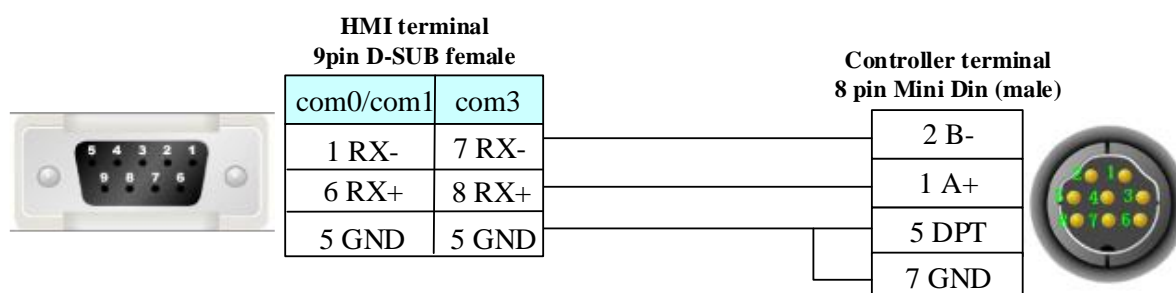 HMI terminal
9pin D-SUB female
Controller terminal
8 pin Mini Din (male)
com0/com1 com3
1 RX- 7 RX-
6 RX+ 8 RX+
5 GND 5 GND
2 B-
1 A+
5 DPT
7 GND
5 4 3 2 1
9 8 7 6
2 1
5 4 3
8 7 6